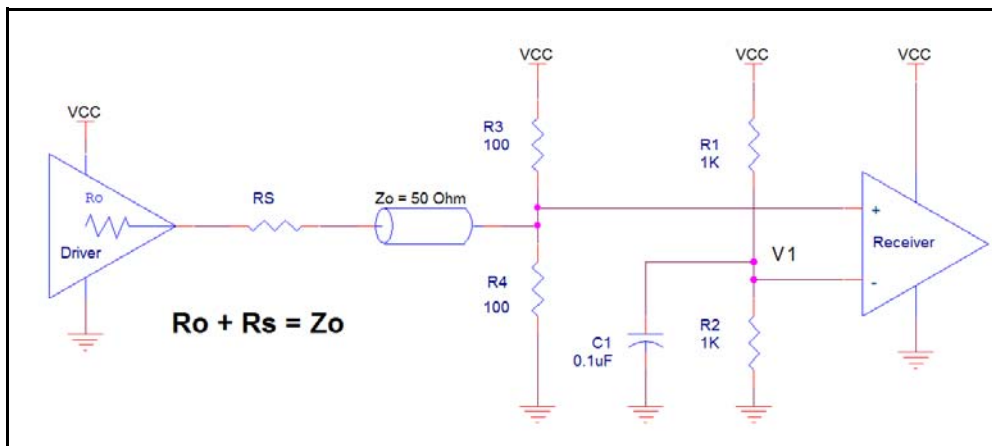 VCC
VCC
VCC
VCC
R3
100
R1
1K
Ro
RS
Zo = 50 Ohm
+
Driver
Receiver
V1
-
R4
100
Ro + Rs = Zo
R2
1K
C1
0.1uF